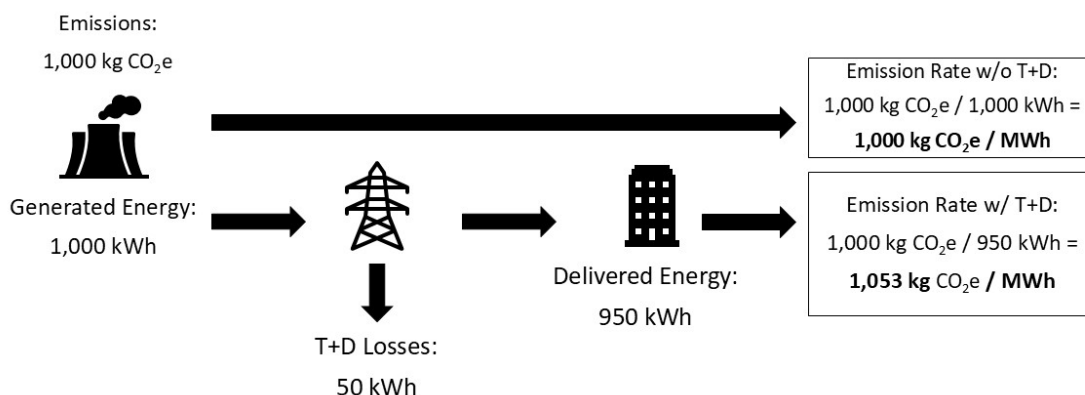 Emissions:
1,000 kg CO₂e
Generated Energy:
1,000 kWh
T+D Losses:
50 kWh
Delivered Energy:
950 kWh
Emission Rate w/o T+D:
1,000 kg CO₂e / 1,000 kWh =
1,000 kg CO₂e / MWh
Emission Rate w/ T+D:
1,000 kg CO₂e / 950 kWh =
1,053 kg CO₂e / MWh